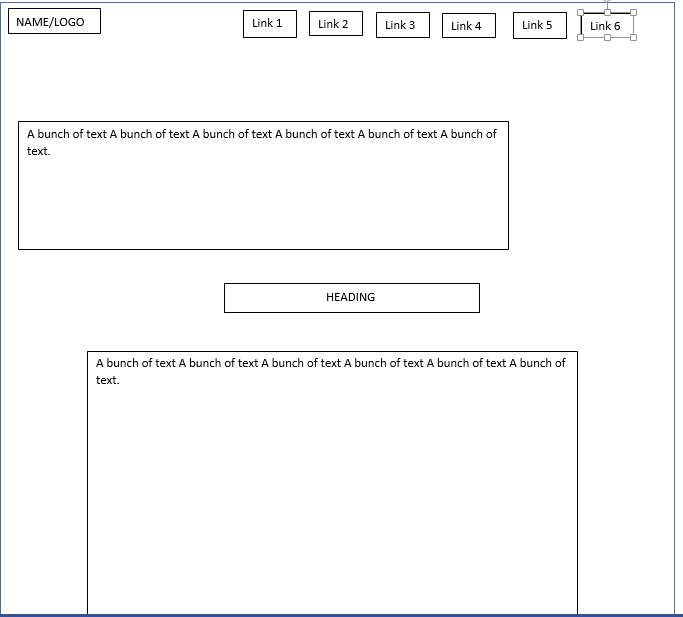 NAME/LOGO
Link 1
Link 2
Link 3
Link 4
Link 5
Link 6
A bunch of text A bunch of text A bunch of text A bunch of text A bunch of text A bunch of
text.
HEADING
A bunch of text A bunch of text A bunch of text A bunch of text A bunch of text A bunch of
text.